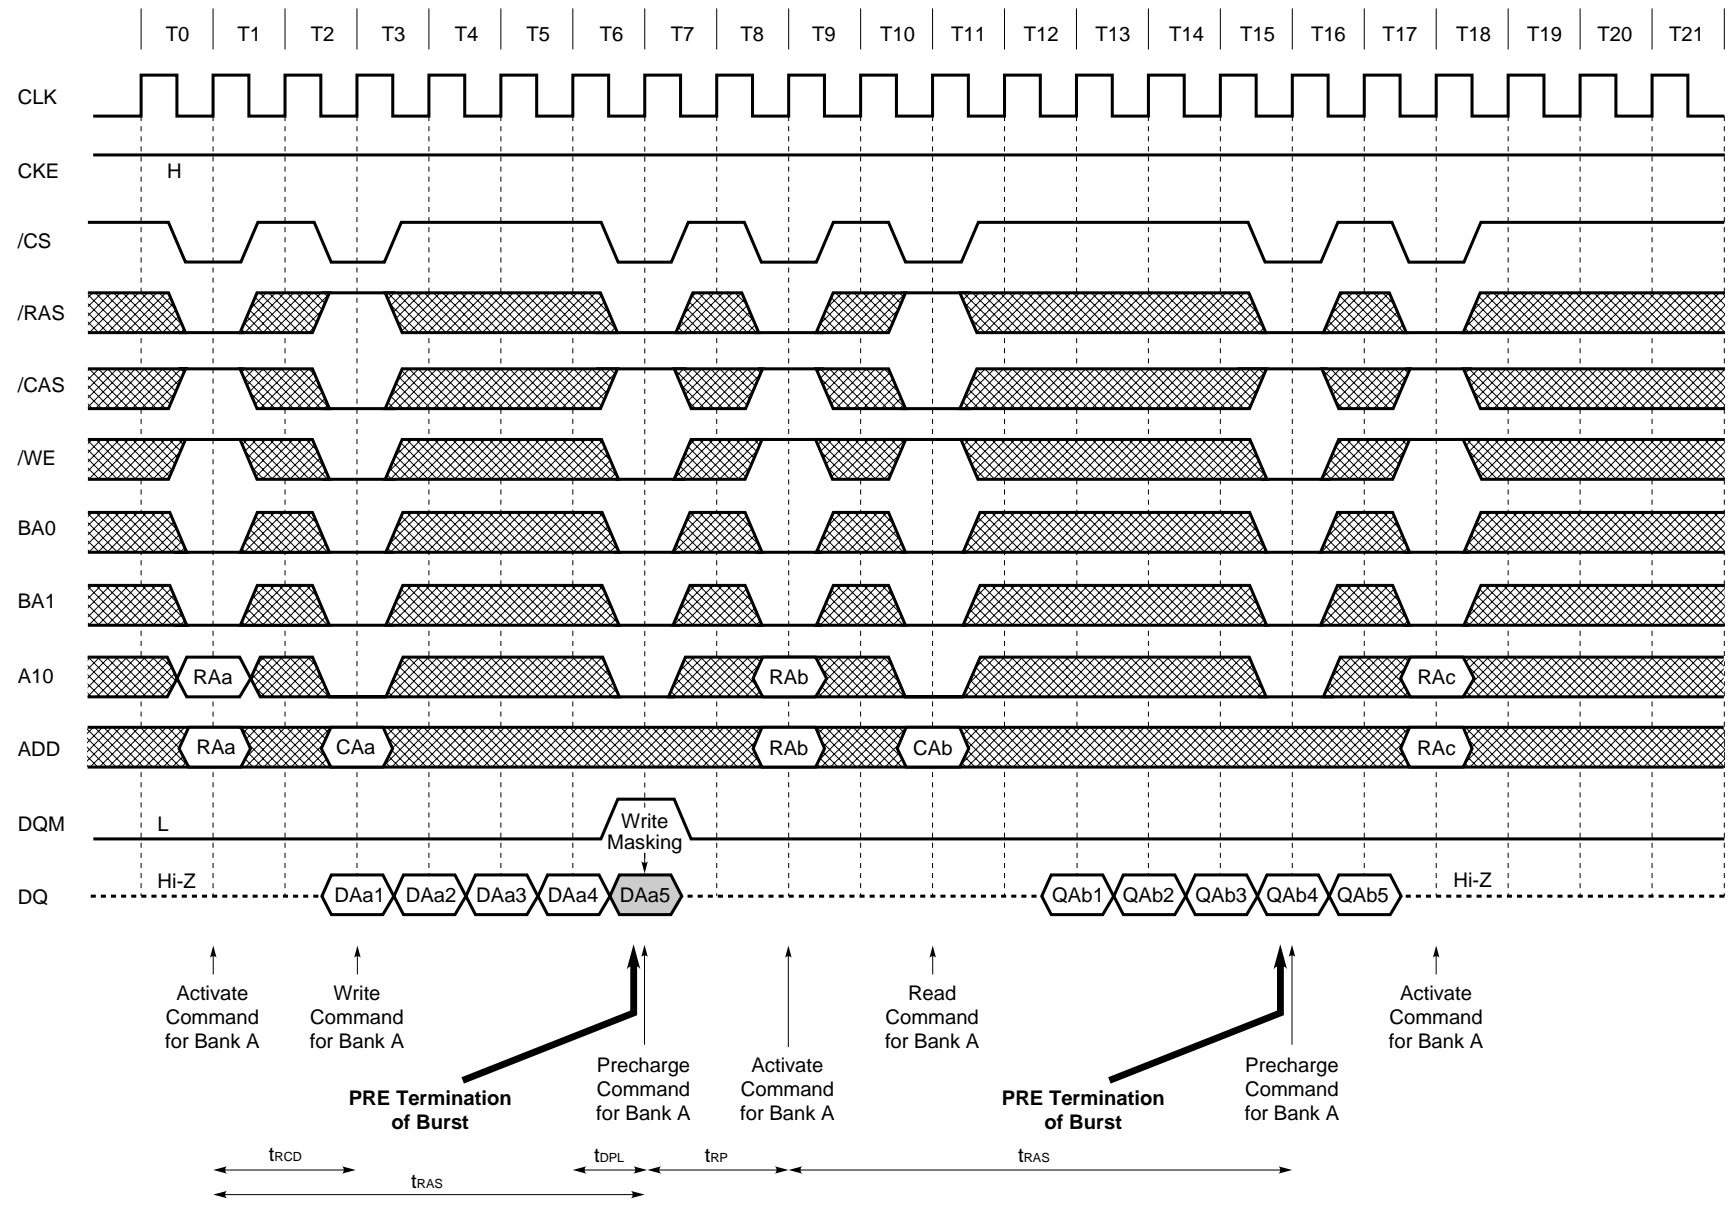 T0 T1 T2 T3 T4 T5 T6 T7 T8 T9 T10 T11 T12 T13 T14 T15 T16 T17 T18 T19 T20 T21
CLK
CKE H
/CS
/RAS
/CAS
/WE
BA0
BA1
A10 RAa RAb RAc
ADD RAa CAa RAb CAb RAc
DQM L Write
Masking
DQ Hi-Z DAa1 DAa2 DAa3 DAa4 DAa5 QAb1 QAb2 QAb3 QAb4 QAb5 Hi-Z
Activate
Command
for Bank A
Write
Command
for Bank A
PRE Termination
of Burst
Precharge
Command
for Bank A
Activate
Command
for Bank A
Read
Command
for Bank A
PRE Termination
of Burst
Precharge
Command
for Bank A
Activate
Command
for Bank A
tRCD tDPL tRP tRAS
tRAS